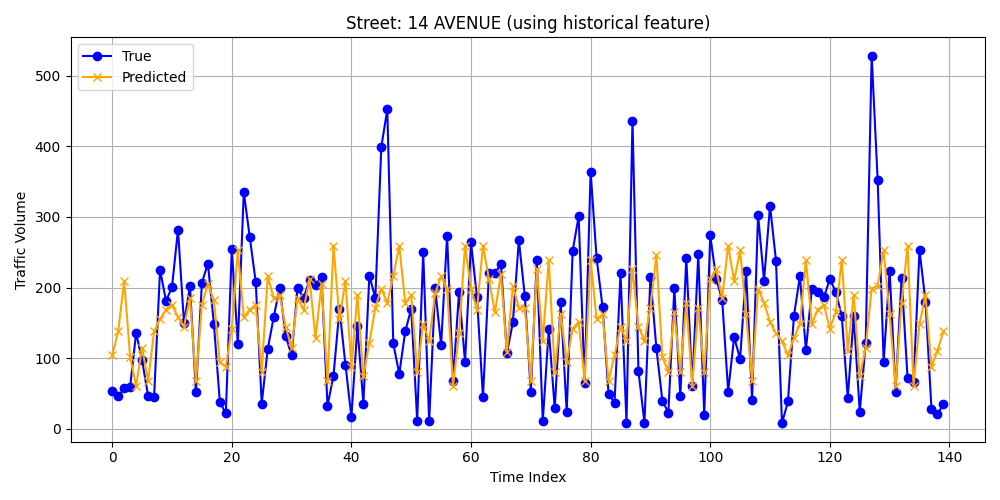 Street: 14 AVENUE (using historical feature)
True
Predicted
Traffic Volume
500
400
300
200
100
0
0 20 40 60 80 100 120 140
Time Index